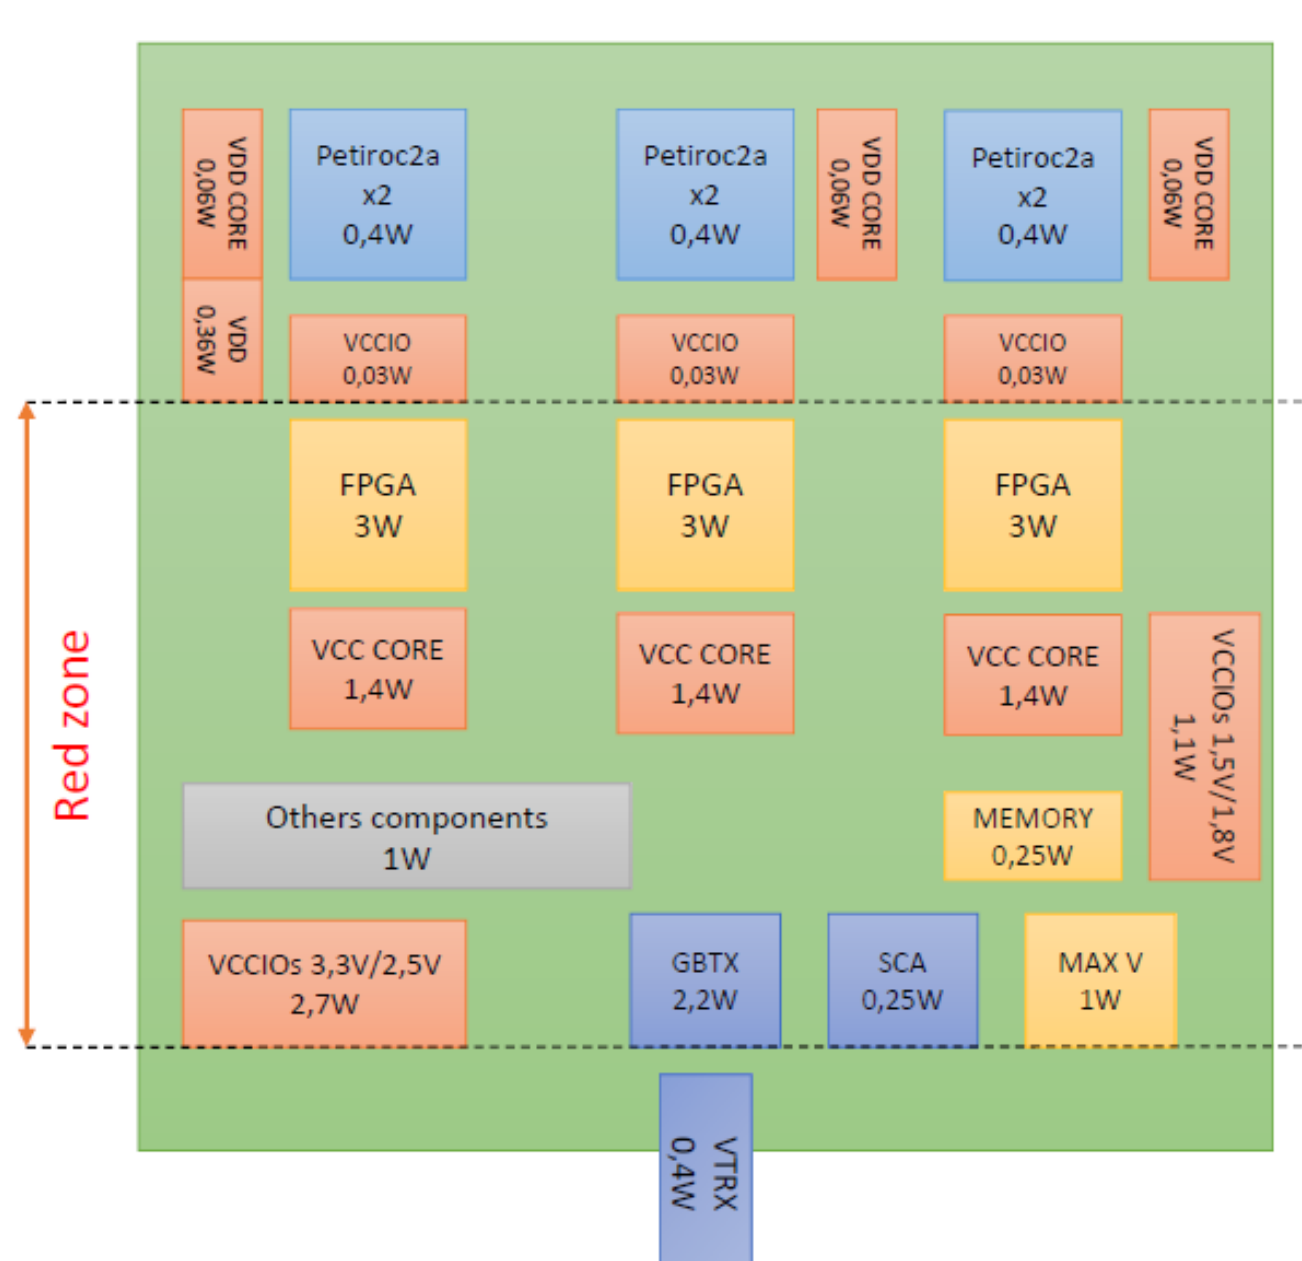 VDD CORE
0,06W
Petiroc2a
x2
0,4W
Petiroc2a
x2
0,4W
VDD CORE
0,06W
Petiroc2a
x2
0,4W
VDD CORE
0,06W
VDD
0,36W
VCCIO
0,03W
VCCIO
0,03W
VCCIO
0,03W
Red zone
FPGA
3W
FPGA
3W
FPGA
3W
VCC CORE
1,4W
VCC CORE
1,4W
VCC CORE
1,4W
VCCIOs 1,5V/1,8V
1,1W
Others components
1W
MEMORY
0,25W
VCCIOs 3,3V/2,5V
2,7W
GBTX
2,2W
SCA
0,25W
MAX V
1W
VTRX
0,4W